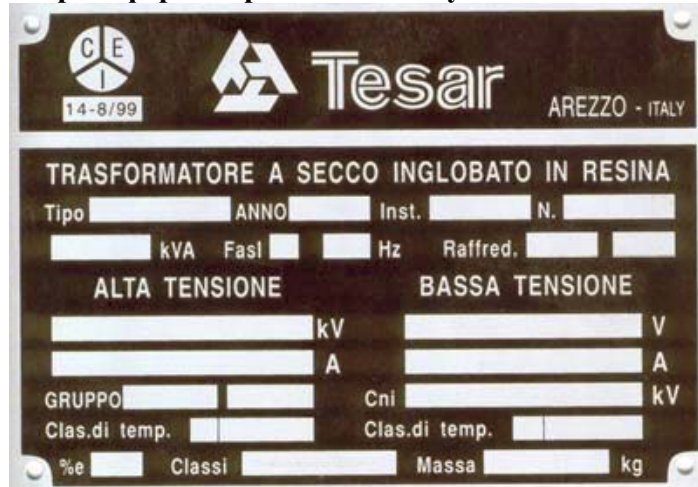 C E
I
14-8/99
Tesar
AREZZO - ITALY
TRASFORMATORE A SECCO INGLOBATO IN RESINA
Tipo ANNO Inst. N.
kVA Fasl Hz Raffred.
ALTA TENSIONE BASSA TENSIONE
kV V
A A
GRUPPO Cni kV
Clas.di temp. Clas.di temp.
%e Classi Massa kg